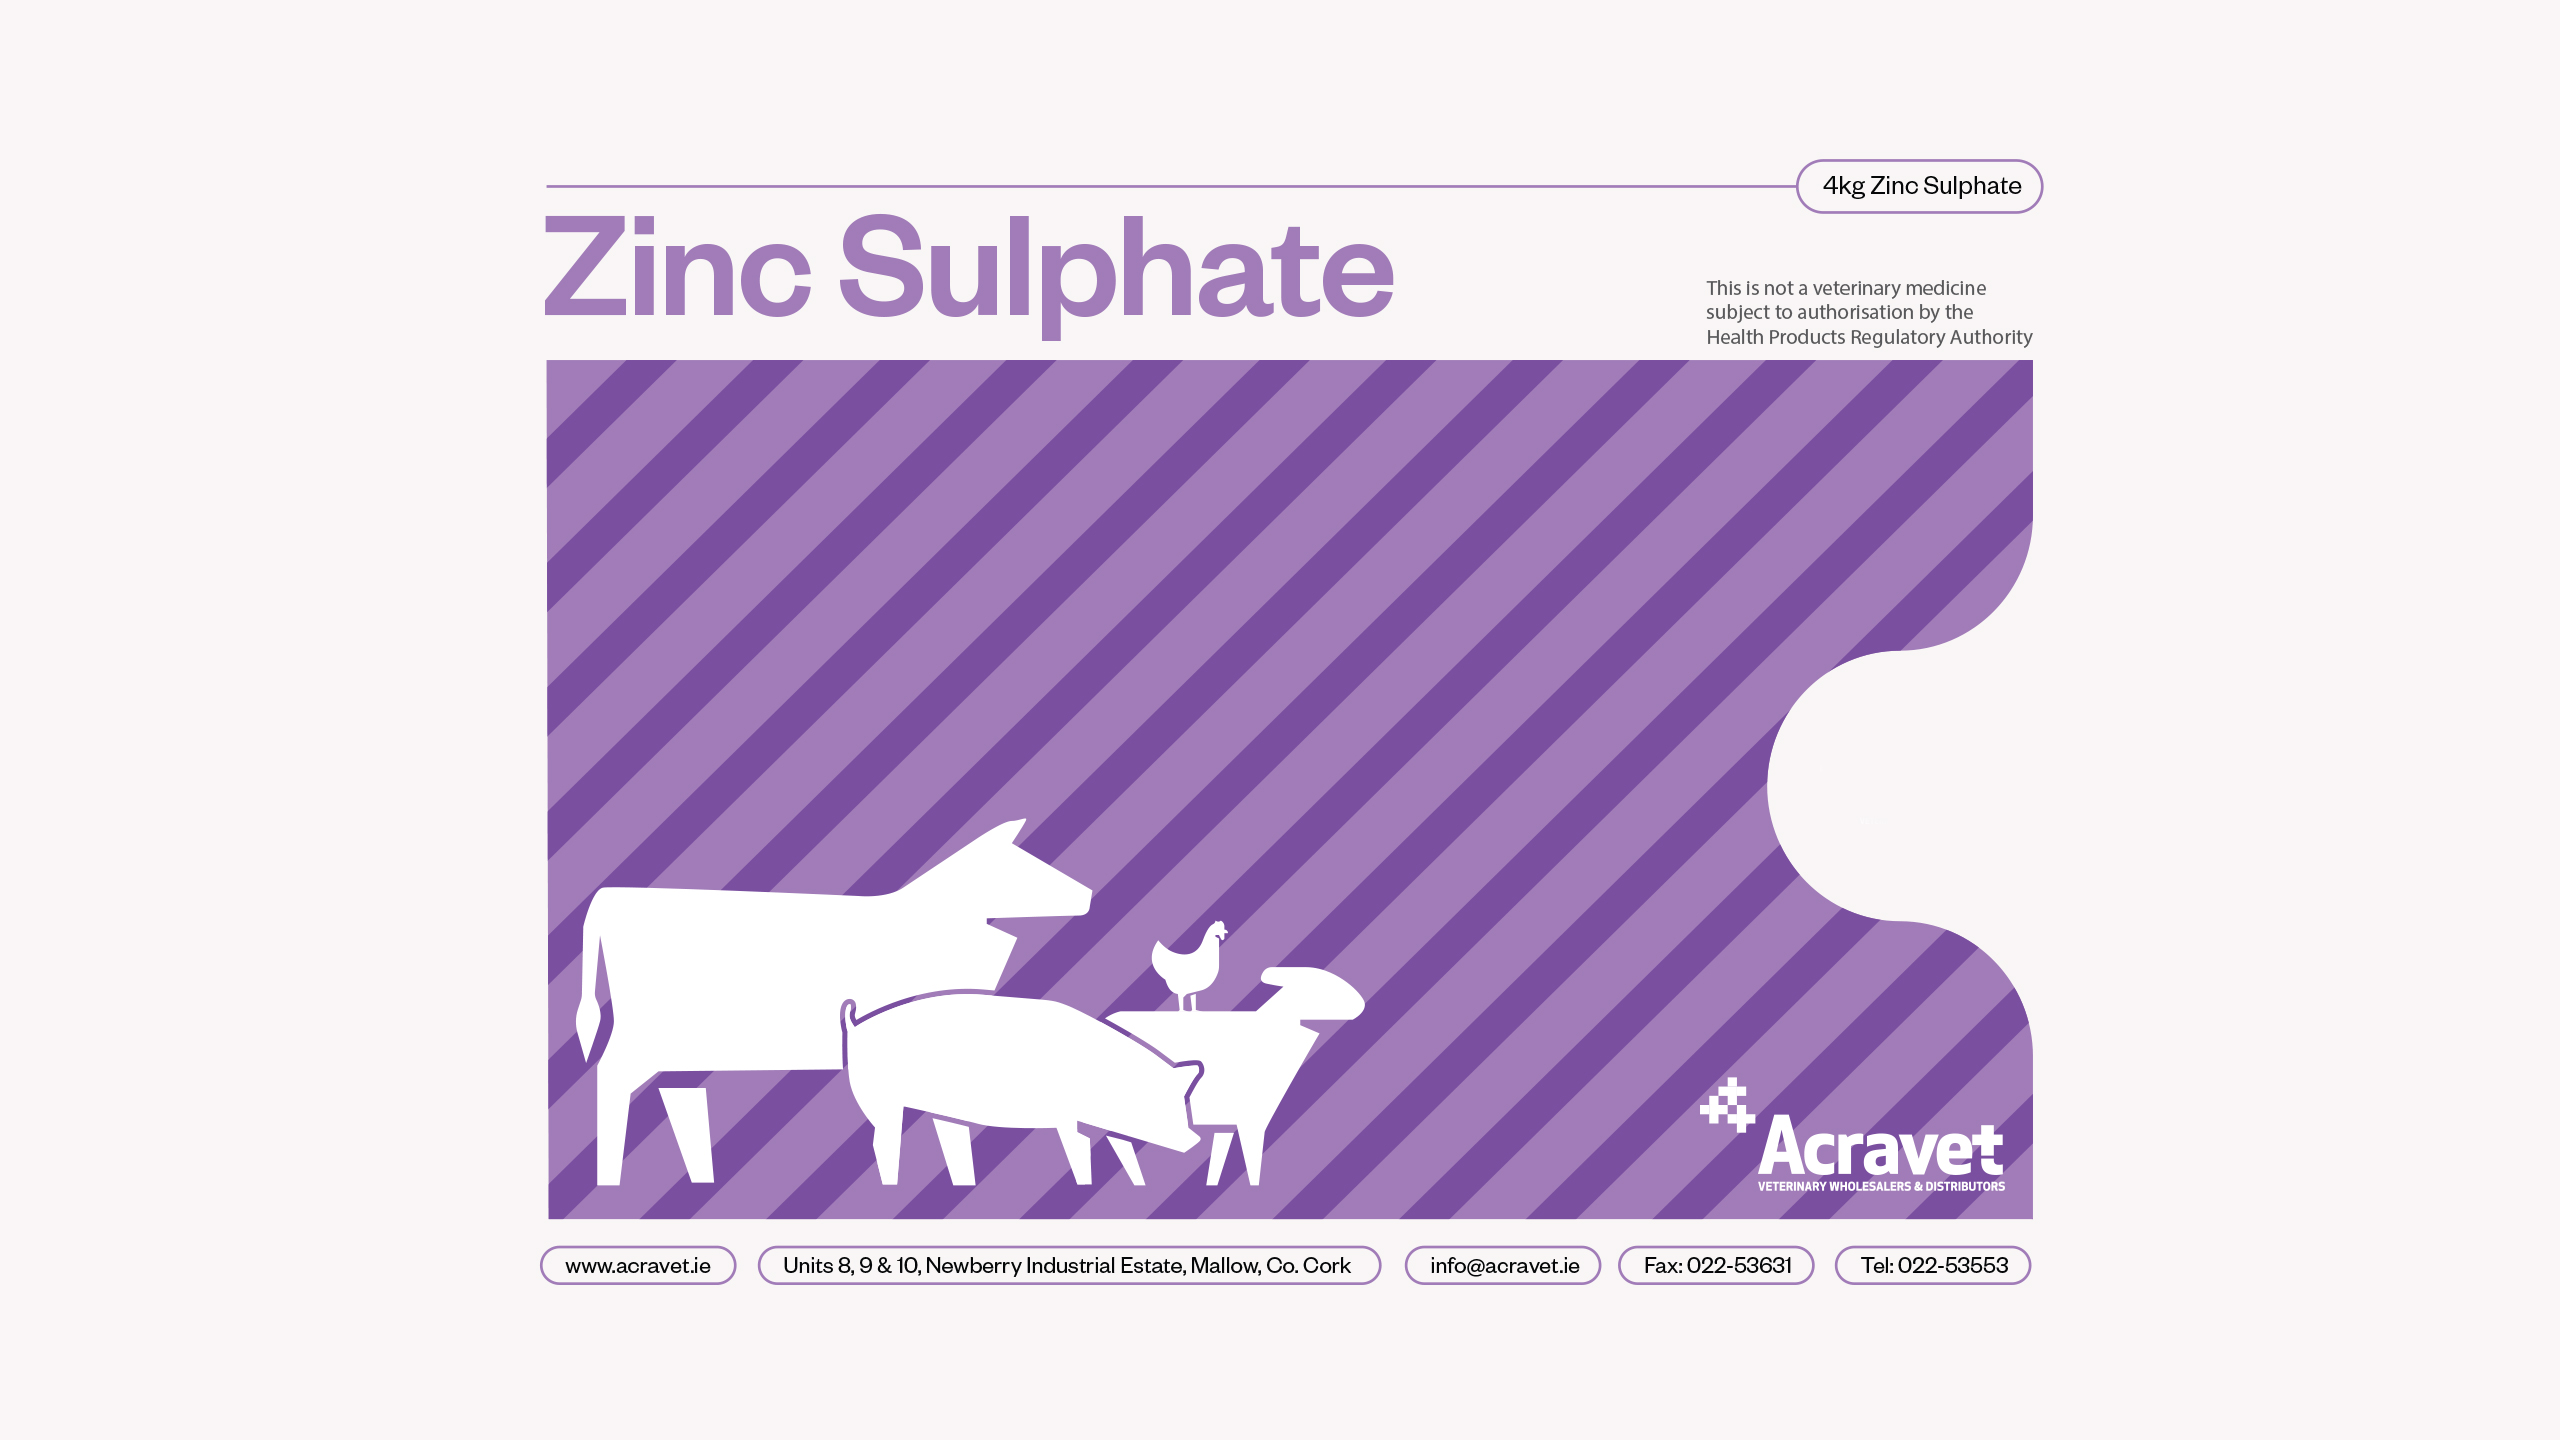 4kg Zinc Sulphate
Zinc Sulphate
This is not a veterinary medicine
subject to authorisation by the
Health Products Regulatory Authority
Acravet
VETERINARY WHOLESALERS & DISTRIBUTORS
www.acravet.ie
Units 8, 9 & 10, Newberry Industrial Estate, Mallow, Co. Cork
info@acravet.ie
Fax: 022-53631
Tel: 022-53553